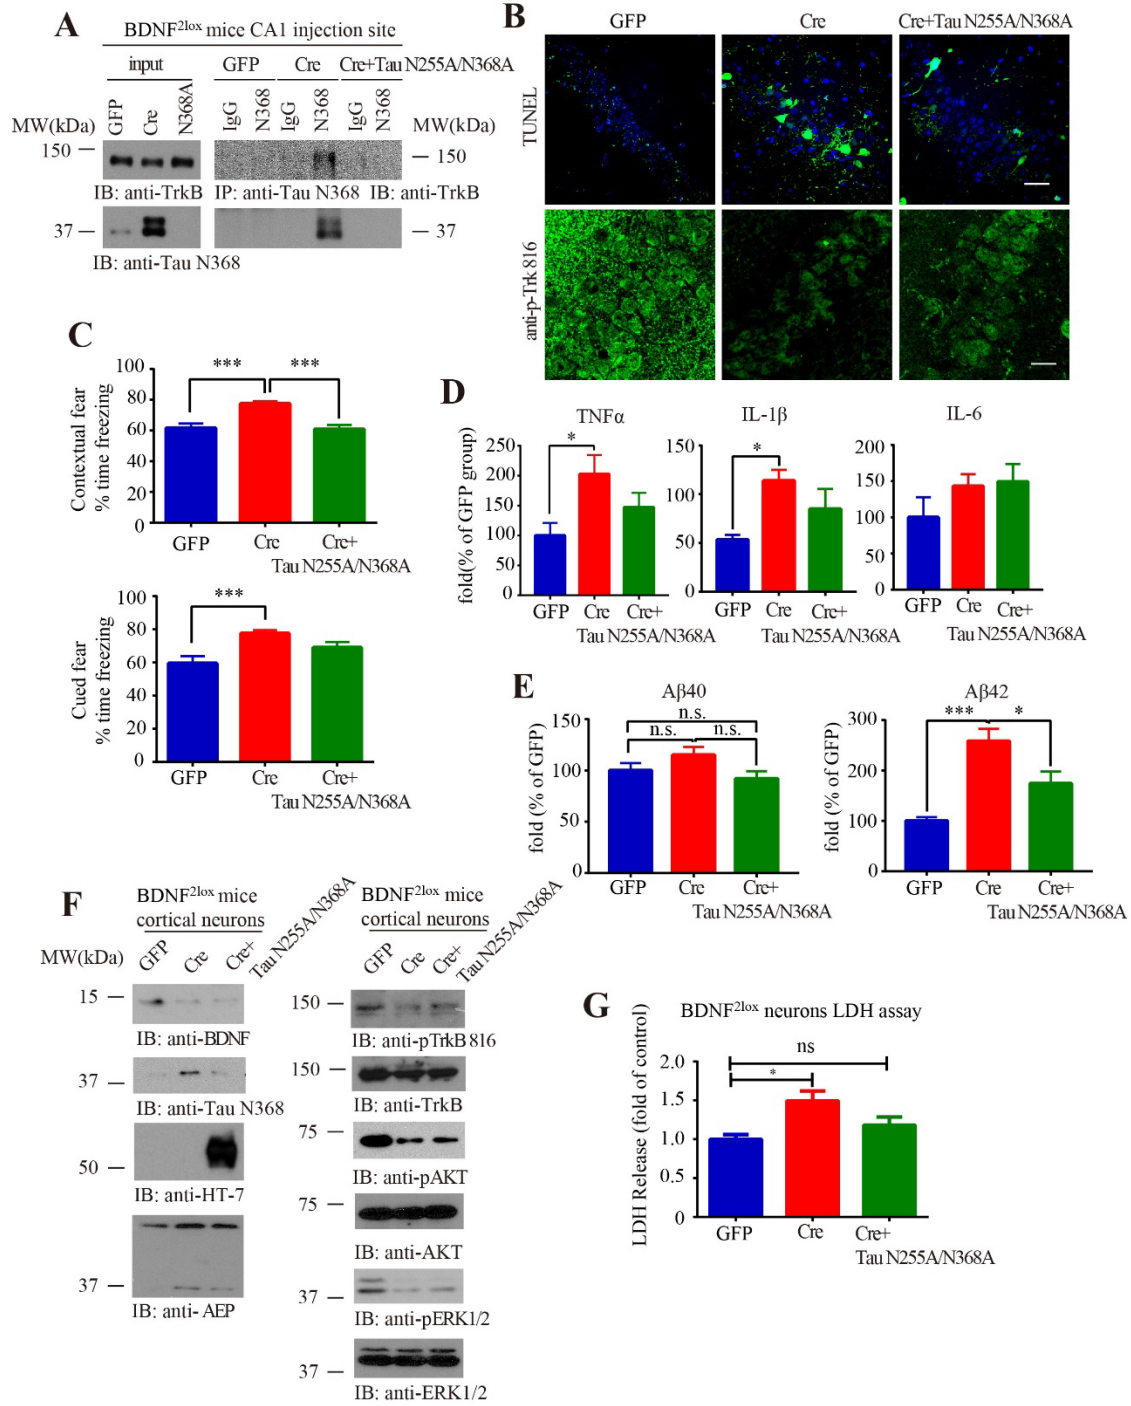 A
BDNF2lox mice CA1 injection site
input GFP Cre Cre+Tau N255A/N368A
GFP Cre N368A IgG N368 IgG N368 IgG N368
MW(kDa) MW(kDa)
150 150
IB: anti-TrkB IP: anti-Tau N368 IB: anti-TrkB
37 37
IB: anti-Tau N368
B
GFP Cre Cre+Tau N255A/N368A
TUNEL
anti-p-Trk 816
C
Contextual fear
% time freezing
100
80
60
40
20
0
*** ***
GFP Cre Cre+
Tau N255A/N368A
Cued fear
% time freezing
100
80
60
40
20
0
***
GFP Cre Cre+
Tau N255A/N368A
D
fold(% of GFP group)
TNFα
250
200
150
100
50
0
*
GFP Cre Cre+
Tau N255A/N368A
IL-1β
150
100
50
0
*
GFP Cre Cre+
Tau N255A/N368A
IL-6
200
150
100
50
0
GFP Cre Cre+
Tau N255A/N368A
E
Aβ40
fold (% of GFP)
150
100
50
0
n.s.
n.s. n.s.
GFP Cre Cre+
Tau N255A/N368A
Aβ42
fold (% of GFP)
300
200
100
0
*** *
GFP Cre Cre+
Tau N255A/N368A
F
BDNF2lox mice
cortical neurons
MW(kDa) GFP Cre Cre+ Tau N255A/N368A
15
IB: anti-BDNF
37
IB: anti-Tau N368
50
IB: anti-HT-7
37
IB: anti-AEP
BDNF2lox mice
cortical neurons
GFP Cre Cre+ Tau N255A/N368A
150
IB: anti-pTrkB 816
150
IB: anti-TrkB
75
IB: anti-pAKT
75
IB: anti-AKT
37
IB: anti-pERK1/2
37
IB: anti-ERK1/2
G
BDNF2lox neurons LDH assay
LDH Release (fold of control)
2.0
1.5
1.0
0.5
0
ns
*
GFP Cre Cre+
Tau N255A/N368A